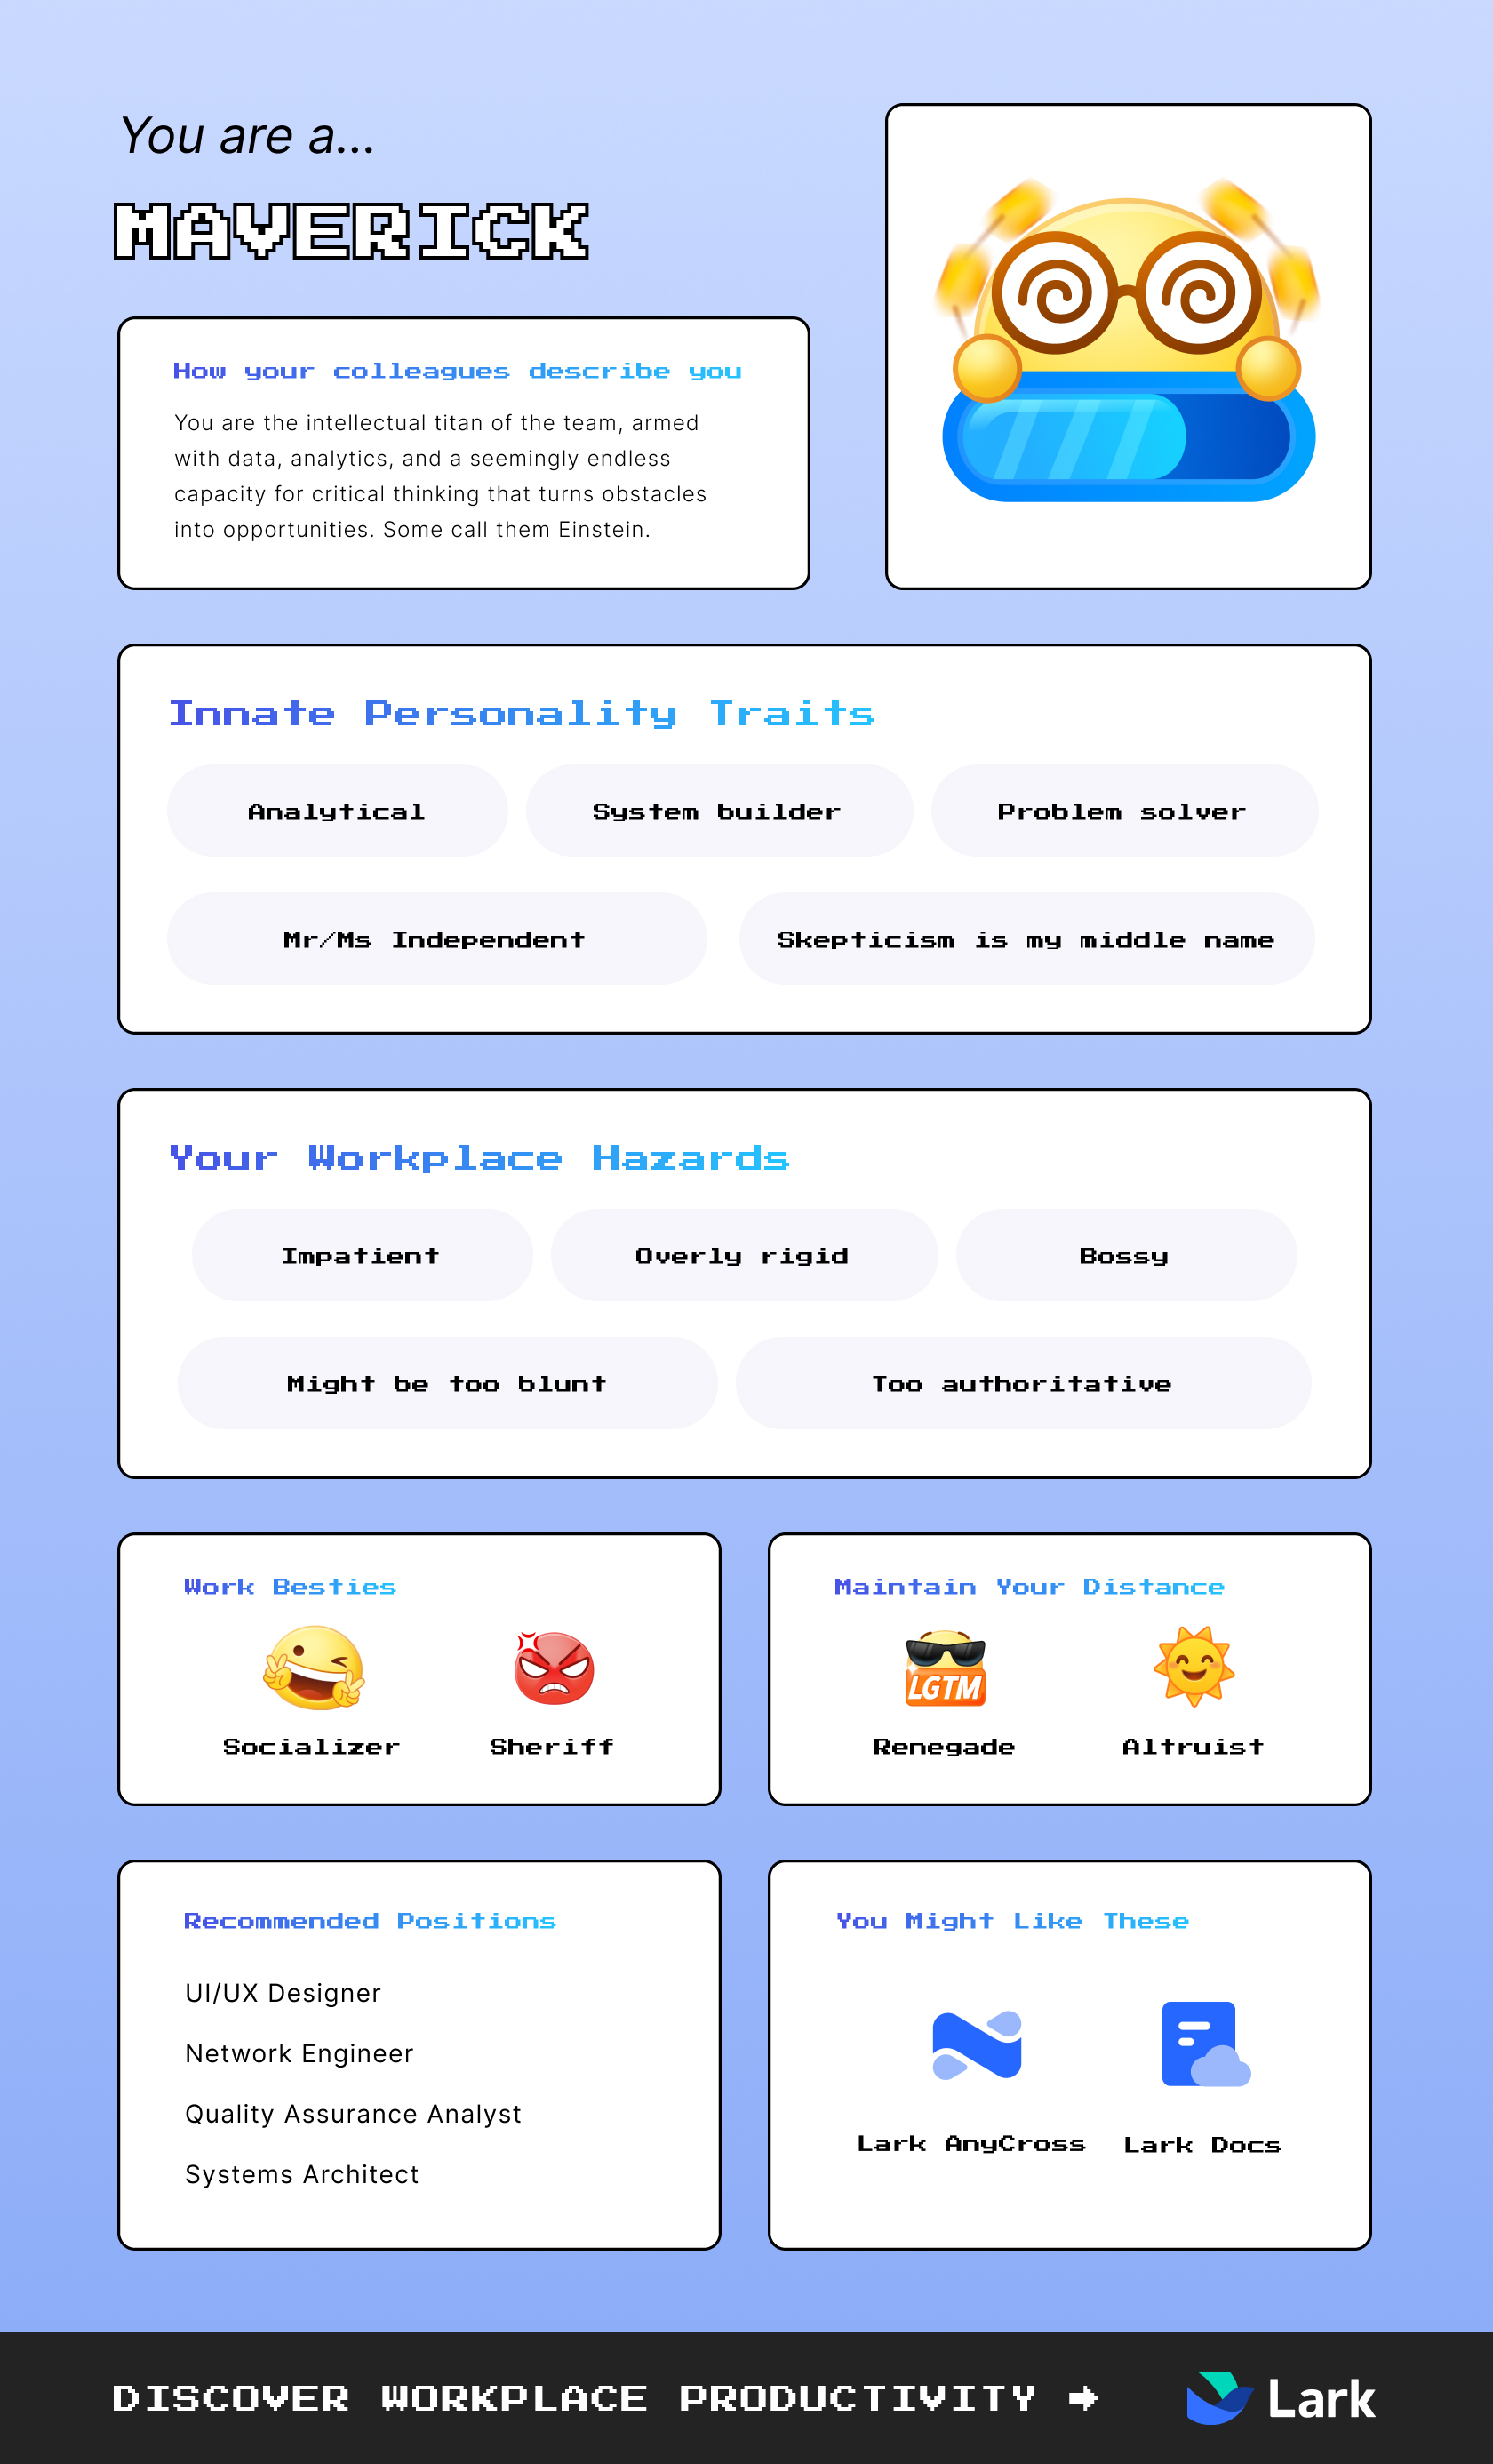 You are a...
MAVERICK
How your colleagues describe you
You are the intellectual titan of the team, armed
with data, analytics, and a seemingly endless
capacity for critical thinking that turns obstacles
into opportunities. Some call them Einstein.
Innate Personality Traits
Analytical
System builder
Problem solver
Mr/Ms Independent
Skepticism is my middle name
Your Workplace Hazards
Impatient
Overly rigid
Bossy
Might be too blunt
Too authoritative
Work Besties
Socializer
Sheriff
Maintain Your Distance
LGTM
Renegade
Altruist
Recommended Positions
UI/UX Designer
Network Engineer
Quality Assurance Analyst
Systems Architect
You Might Like These
Lark AnyCross
Lark Docs
DISCOVER WORKPLACE PRODUCTIVITY →
Lark